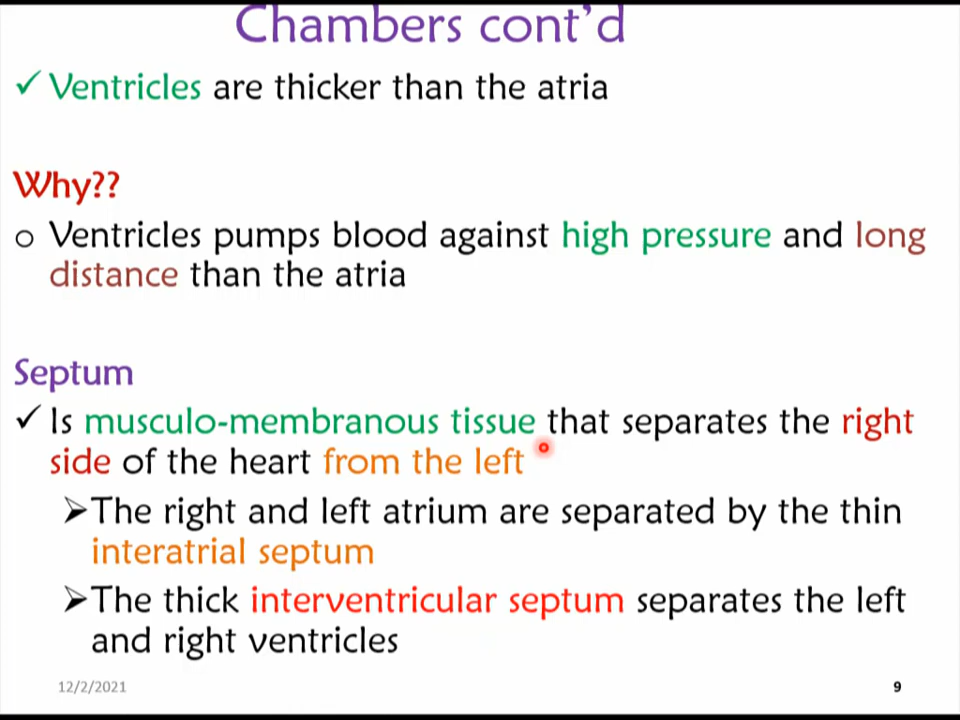 Chambers cont'd
✓ Ventricles are thicker than the atria
Why??
o Ventricles pumps blood against high pressure and long
distance than the atria
Septum
✓ Is musculo-membranous tissue that separates the right
side of the heart from the left
➢The right and left atrium are separated by the thin
interatrial septum
➢The thick interventricular septum separates the left
and right ventricles
12/2/2021 9